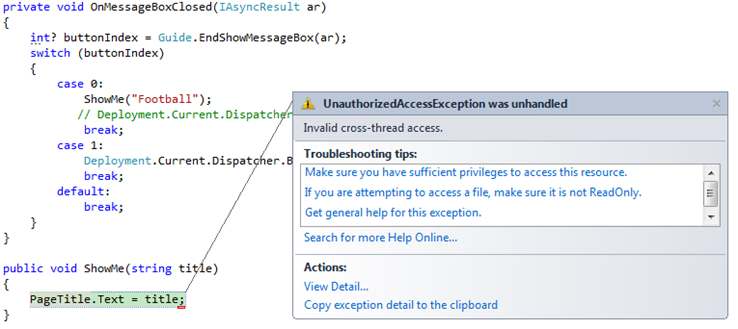 private void OnMessageBoxClosed(IAsyncResult ar)
{
int? buttonIndex = Guide.EndShowMessageBox(ar);
switch (buttonIndex)
{
case 0:
ShowMe("Football");
// Deployment.Current.Dispatcher
break;
case 1:
Deployment.Current.Dispatcher.B
break;
default:
break;
}
}
public void ShowMe(string title)
{
PageTitle.Text = title;
}
UnauthorizedAccessException was unhandled
Invalid cross-thread access.
Troubleshooting tips:
Make sure you have sufficient privileges to access this resource.
If you are attempting to access a file, make sure it is not ReadOnly.
Get general help for this exception.
Search for more Help Online...
Actions:
View Detail...
Copy exception detail to the clipboard